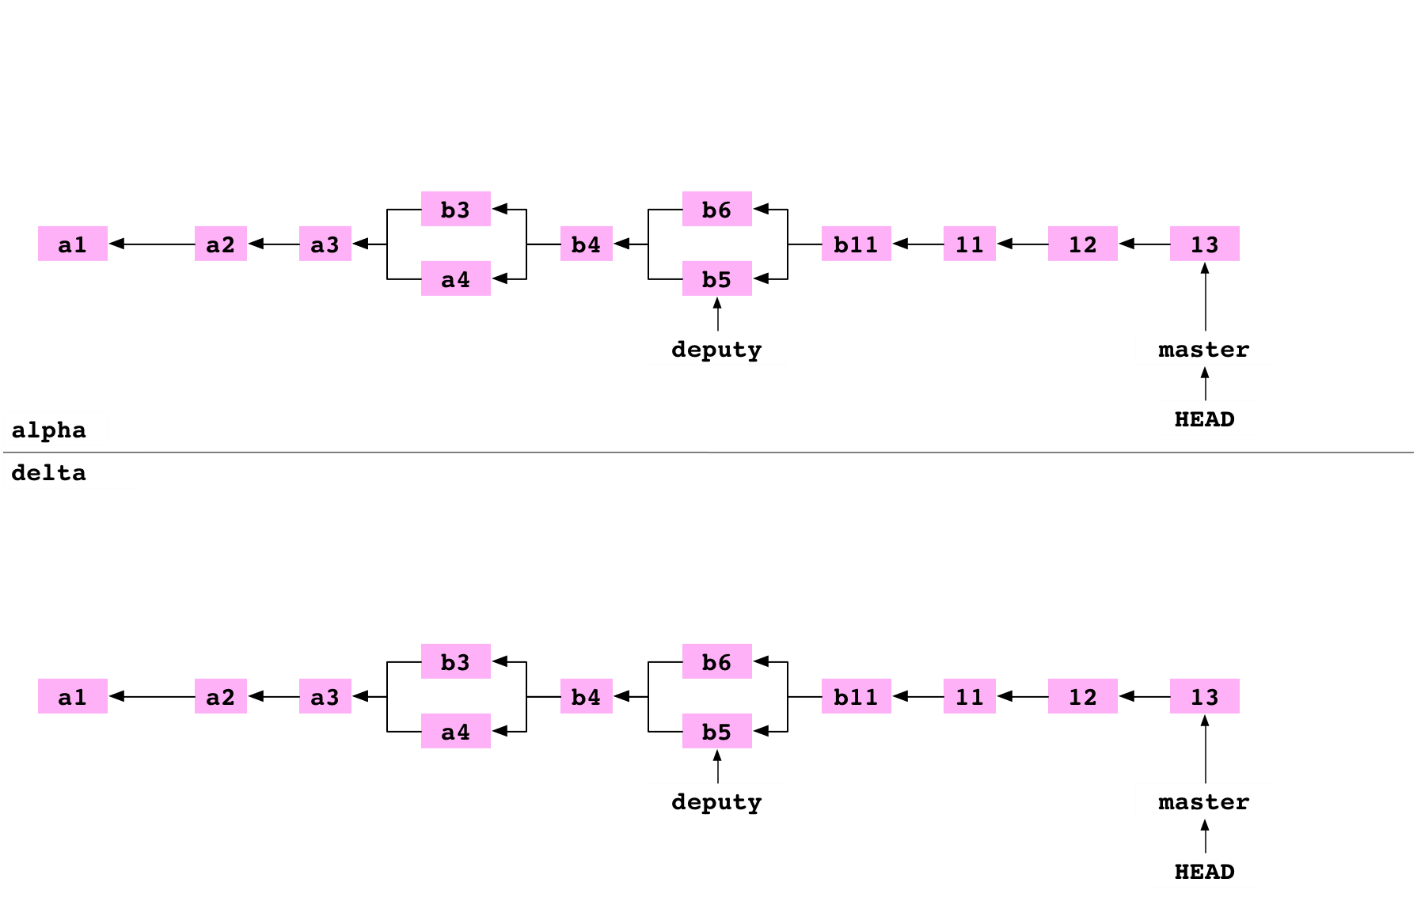 b3 b6
a1 a2 a3 b4 b11 11 12 13
a4 b5
deputy master
HEAD
alpha
delta
b3 b6
a1 a2 a3 b4 b11 11 12 13
a4 b5
deputy master
HEAD